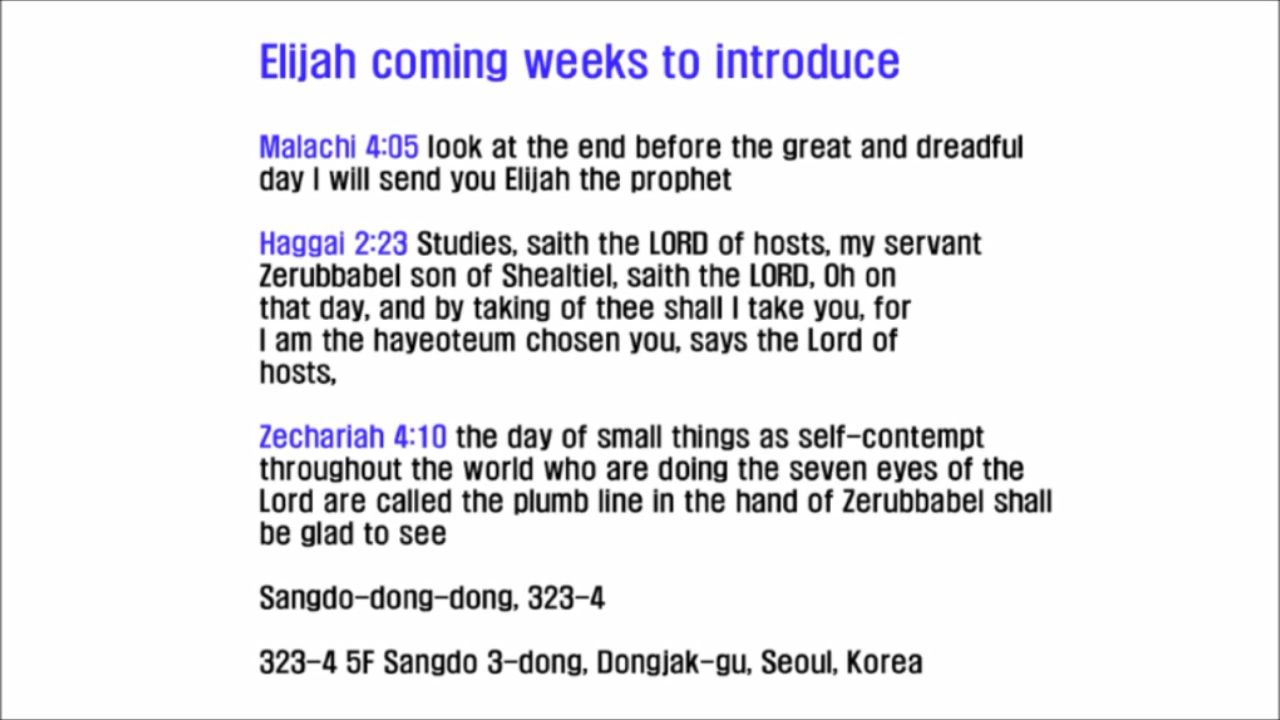 Elijah coming weeks to introduce
Malachi 4:05 look at the end before the great and dreadful
day I will send you Elijah the prophet
Haggai 2:23 Studies, saith the LORD of hosts, my servant
Zerubbabel son of Shealtiel, saith the LORD, Oh on
that day, and by taking of thee shall I take you, for
I am the hayeoteum chosen you, says the Lord of
hosts,
Zechariah 4:10 the day of small things as self-contempt
throughout the world who are doing the seven eyes of the
Lord are called the plumb line in the hand of Zerubbabel shall
be glad to see
Sangdo-dong-dong, 323-4
323-4 5F Sangdo 3-dong, Dongjak-gu, Seoul, Korea